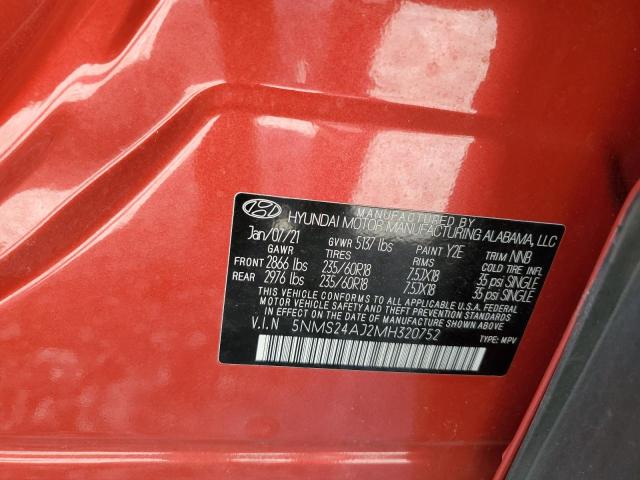 MANUFACTURED BY
HYUNDAI MOTOR MANUFACTURING ALABAMA, LLC
Jan/07/21 GVWR 5137 lbs PAINT Y2E TRIM NNB
GAWR TIRES RIMS COLD TIRE INFL.
FRONT 2866 lbs 235/60R18 7.5JX18 35 psi SINGLE
REAR 2976 lbs 235/60R18 7.5JX18 35 psi SINGLE
THIS VEHICLE CONFORMS TO ALL APPLICABLE U.S.A. FEDERAL
MOTOR VEHICLE SAFETY AND BUMPER STANDARDS
IN EFFECT ON THE DATE OF MANUFACTURE SHOWN ABOVE.
V.I.N 5NMS24AJ2MH320752
TYPE: MPV